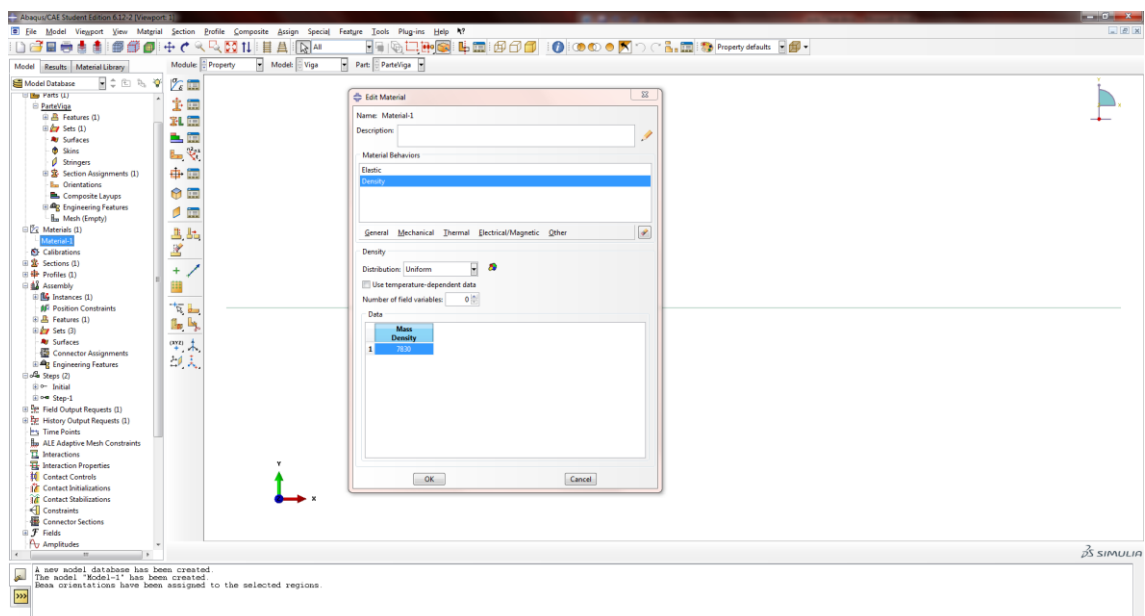 Abaqus/CAE Student Edition 6.12-2 [Viewport: 1]
File Model Viewport View Material Section Profile Composite Assign Special Feature Tools Plug-ins Help
All
Property defaults
Model Results Material Library
Module: Property Model: Viga Part: ParteViga
Model Database
Parts (1)
ParteViga
Features (1)
Sets (1)
Surfaces
Skins
Stringers
Section Assignments (1)
Orientations
Composite Layups
Engineering Features
Mesh (Empty)
Materials (1)
Material-1
Calibrations
Sections (1)
Profiles (1)
Assembly
Instances (1)
Position Constraints
Features (1)
Sets (3)
Surfaces
Connector Assignments
Engineering Features
Steps (2)
Initial
Step-1
Field Output Requests (1)
History Output Requests (1)
Time Points
ALE Adaptive Mesh Constraints
Interactions
Interaction Properties
Contact Controls
Contact Initializations
Contact Stabilizations
Constraints
Connector Sections
Fields
Amplitudes
(XYZ)
Edit Material
Name: Material-1
Description:
Material Behaviors
Elastic
Density
General Mechanical Thermal Electrical/Magnetic Other
Density
Distribution: Uniform
Use temperature-dependent data
Number of field variables: 0
Data
Mass
Density
1 7830
OK Cancel
Y
X
SIMULIA
A new model database has been created.
The model "Model-1" has been created.
Beam orientations have been assigned to the selected regions.
>>>